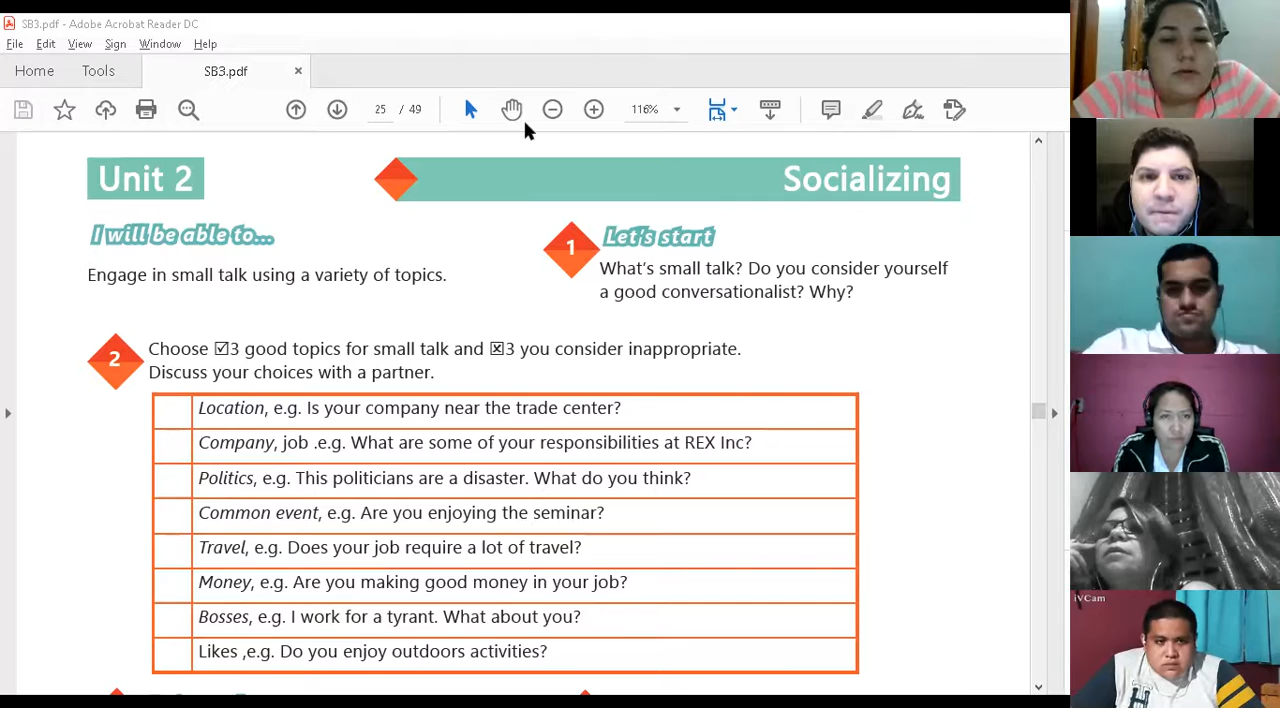 SB3.pdf - Adobe Acrobat Reader DC
File Edit View Sign Window Help
Home Tools SB3.pdf ×
25 / 49 116%
Unit 2 Socializing
I will be able to...
Engage in small talk using a variety of topics.
1 Let's start
What's small talk? Do you consider yourself
a good conversationalist? Why?
2 Choose ☑3 good topics for small talk and ☒3 you consider inappropriate.
Discuss your choices with a partner.
Location, e.g. Is your company near the trade center?
Company, job .e.g. What are some of your responsibilities at REX Inc?
Politics, e.g. This politicians are a disaster. What do you think?
Common event, e.g. Are you enjoying the seminar?
Travel, e.g. Does your job require a lot of travel?
Money, e.g. Are you making good money in your job?
Bosses, e.g. I work for a tyrant. What about you?
Likes ,e.g. Do you enjoy outdoors activities?
iVCam